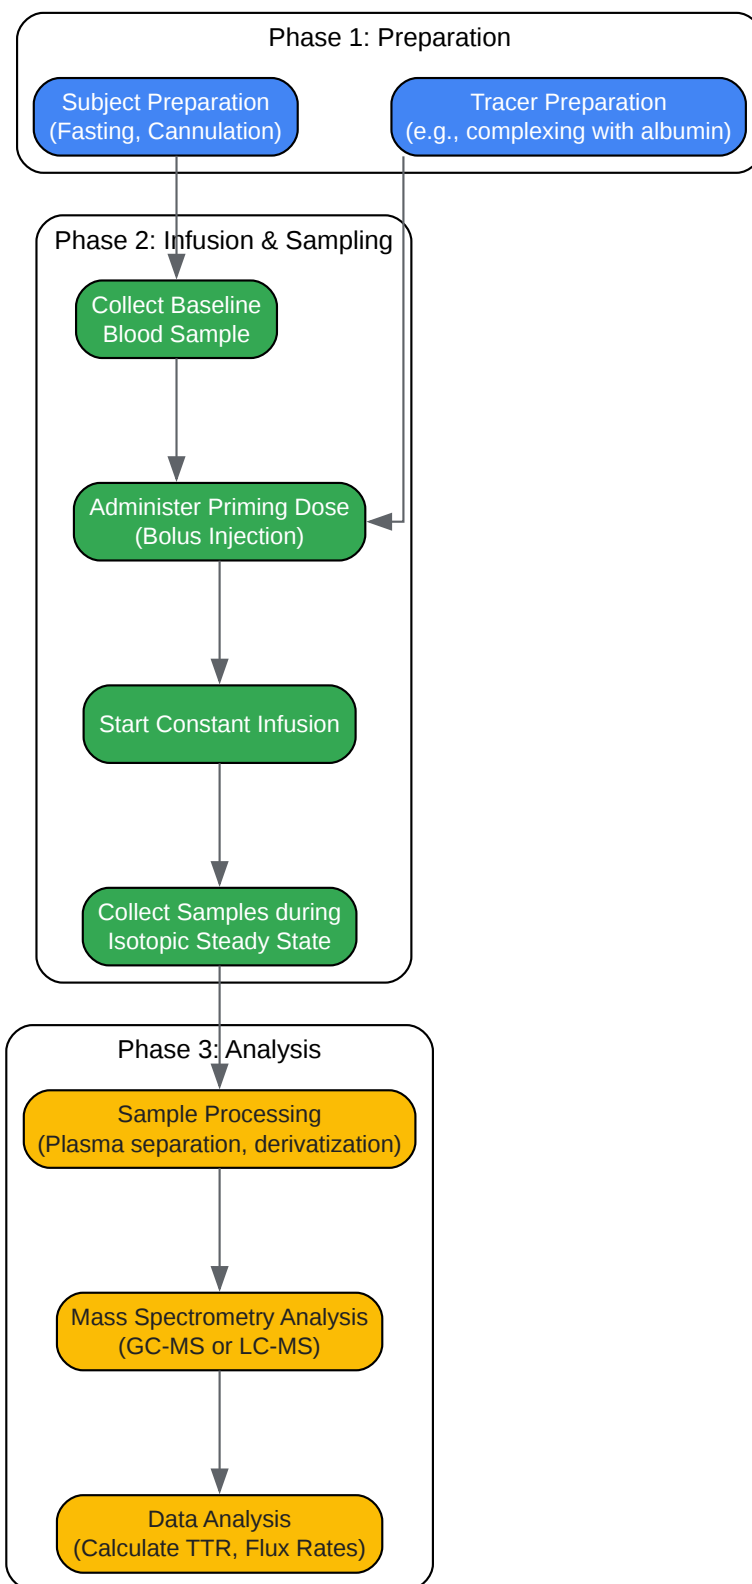 Phase 1: Preparation
Subject Preparation
(Fasting, Cannulation)
Tracer Preparation
(e.g., complexing with albumin)
Phase 2: Infusion & Sampling
Collect Baseline
Blood Sample
Administer Priming Dose
(Bolus Injection)
Start Constant Infusion
Collect Samples during
Isotopic Steady State
Phase 3: Analysis
Sample Processing
(Plasma separation, derivatization)
Mass Spectrometry Analysis
(GC-MS or LC-MS)
Data Analysis
(Calculate TTR, Flux Rates)